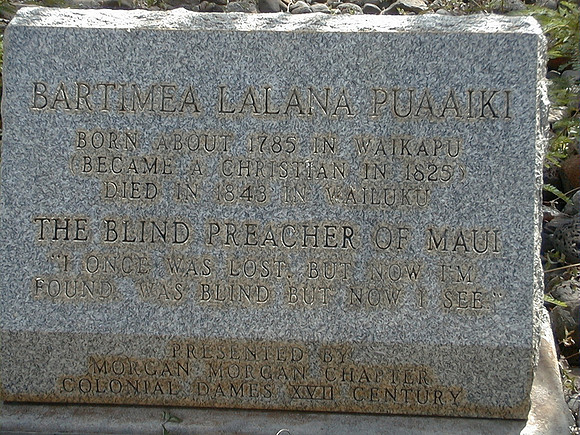 BARTIMEA LALANA PUAAIKI
BORN ABOUT 1785 IN WAIKAPU
(BECAME A CHRISTIAN IN 1825)
DIED IN 1843 IN WAILUKU
THE BLIND PREACHER OF MAUI
"I ONCE WAS LOST, BUT NOW I'M
FOUND, WAS BLIND BUT NOW I SEE."
PRESENTED BY
MORGAN MORGAN CHAPTER
COLONIAL DAMES XVII CENTURY